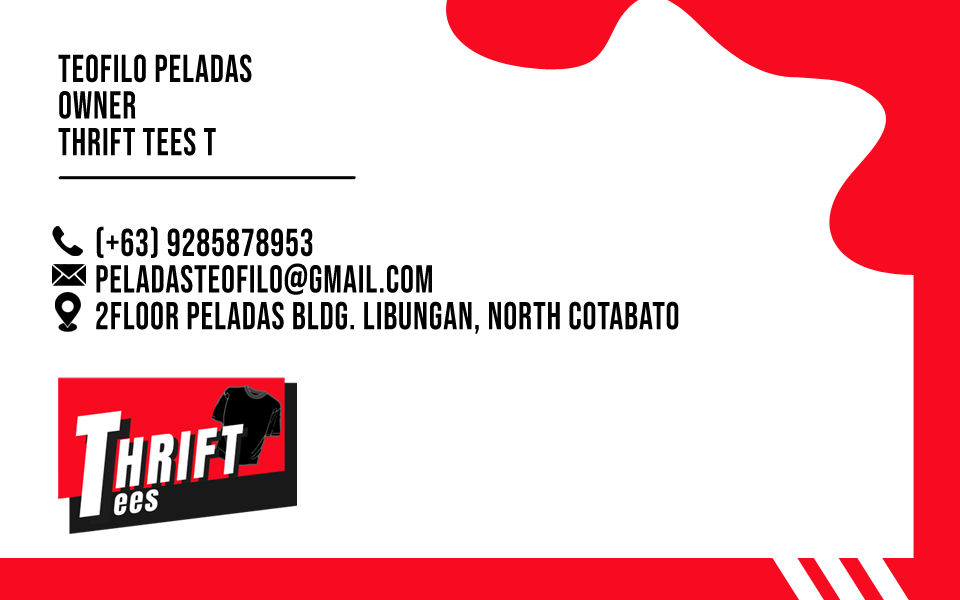 TEOFILO PELADAS
OWNER
THRIFT TEES T
(+63) 9285878953
PELADASTEOFILO@GMAIL.COM
2FLOOR PELADAS BLDG. LIBUNGAN, NORTH COTABATO
THRIFT
Tees